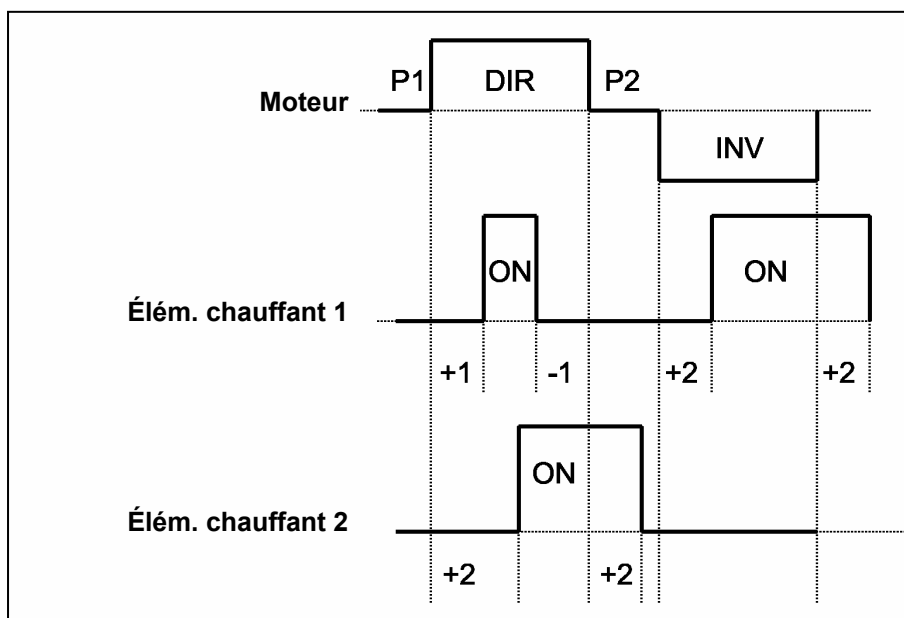 P1 DIR P2
Moteur
INV
ON ON
Élém. chauffant 1
+1 -1 +2 +2
ON
Élém. chauffant 2
+2 +2